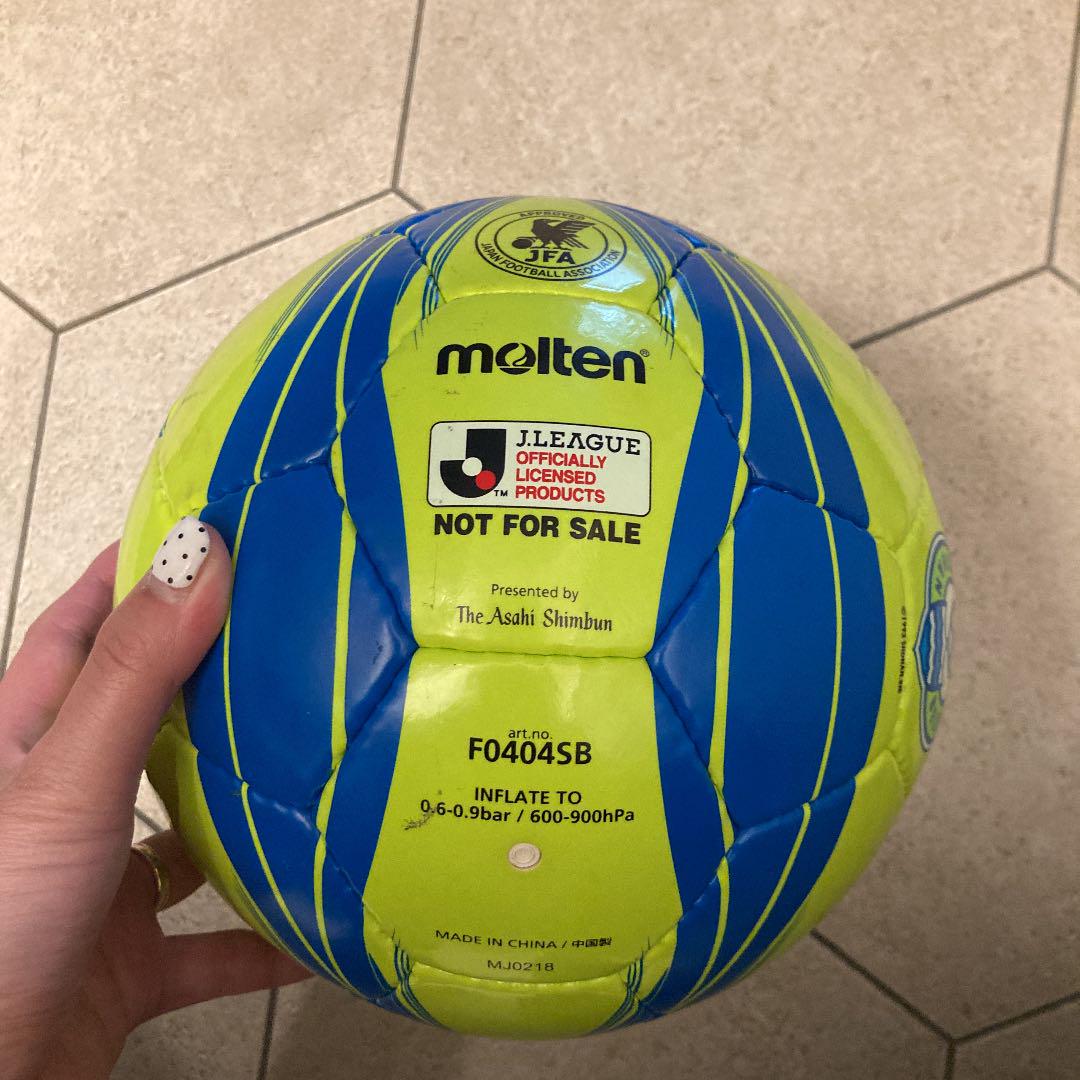 APPROVED
JFA
JAPAN FOOTBALL ASSOCIATION
molten®
J.LEAGUE
OFFICIALLY
LICENSED
PRODUCTS
TM
NOT FOR SALE
Presented by
The Asahi Shimbun
art.no.
F0404SB
INFLATE TO
0.6-0.9bar / 600-900hPa
MADE IN CHINA / 中国製
MJ0218